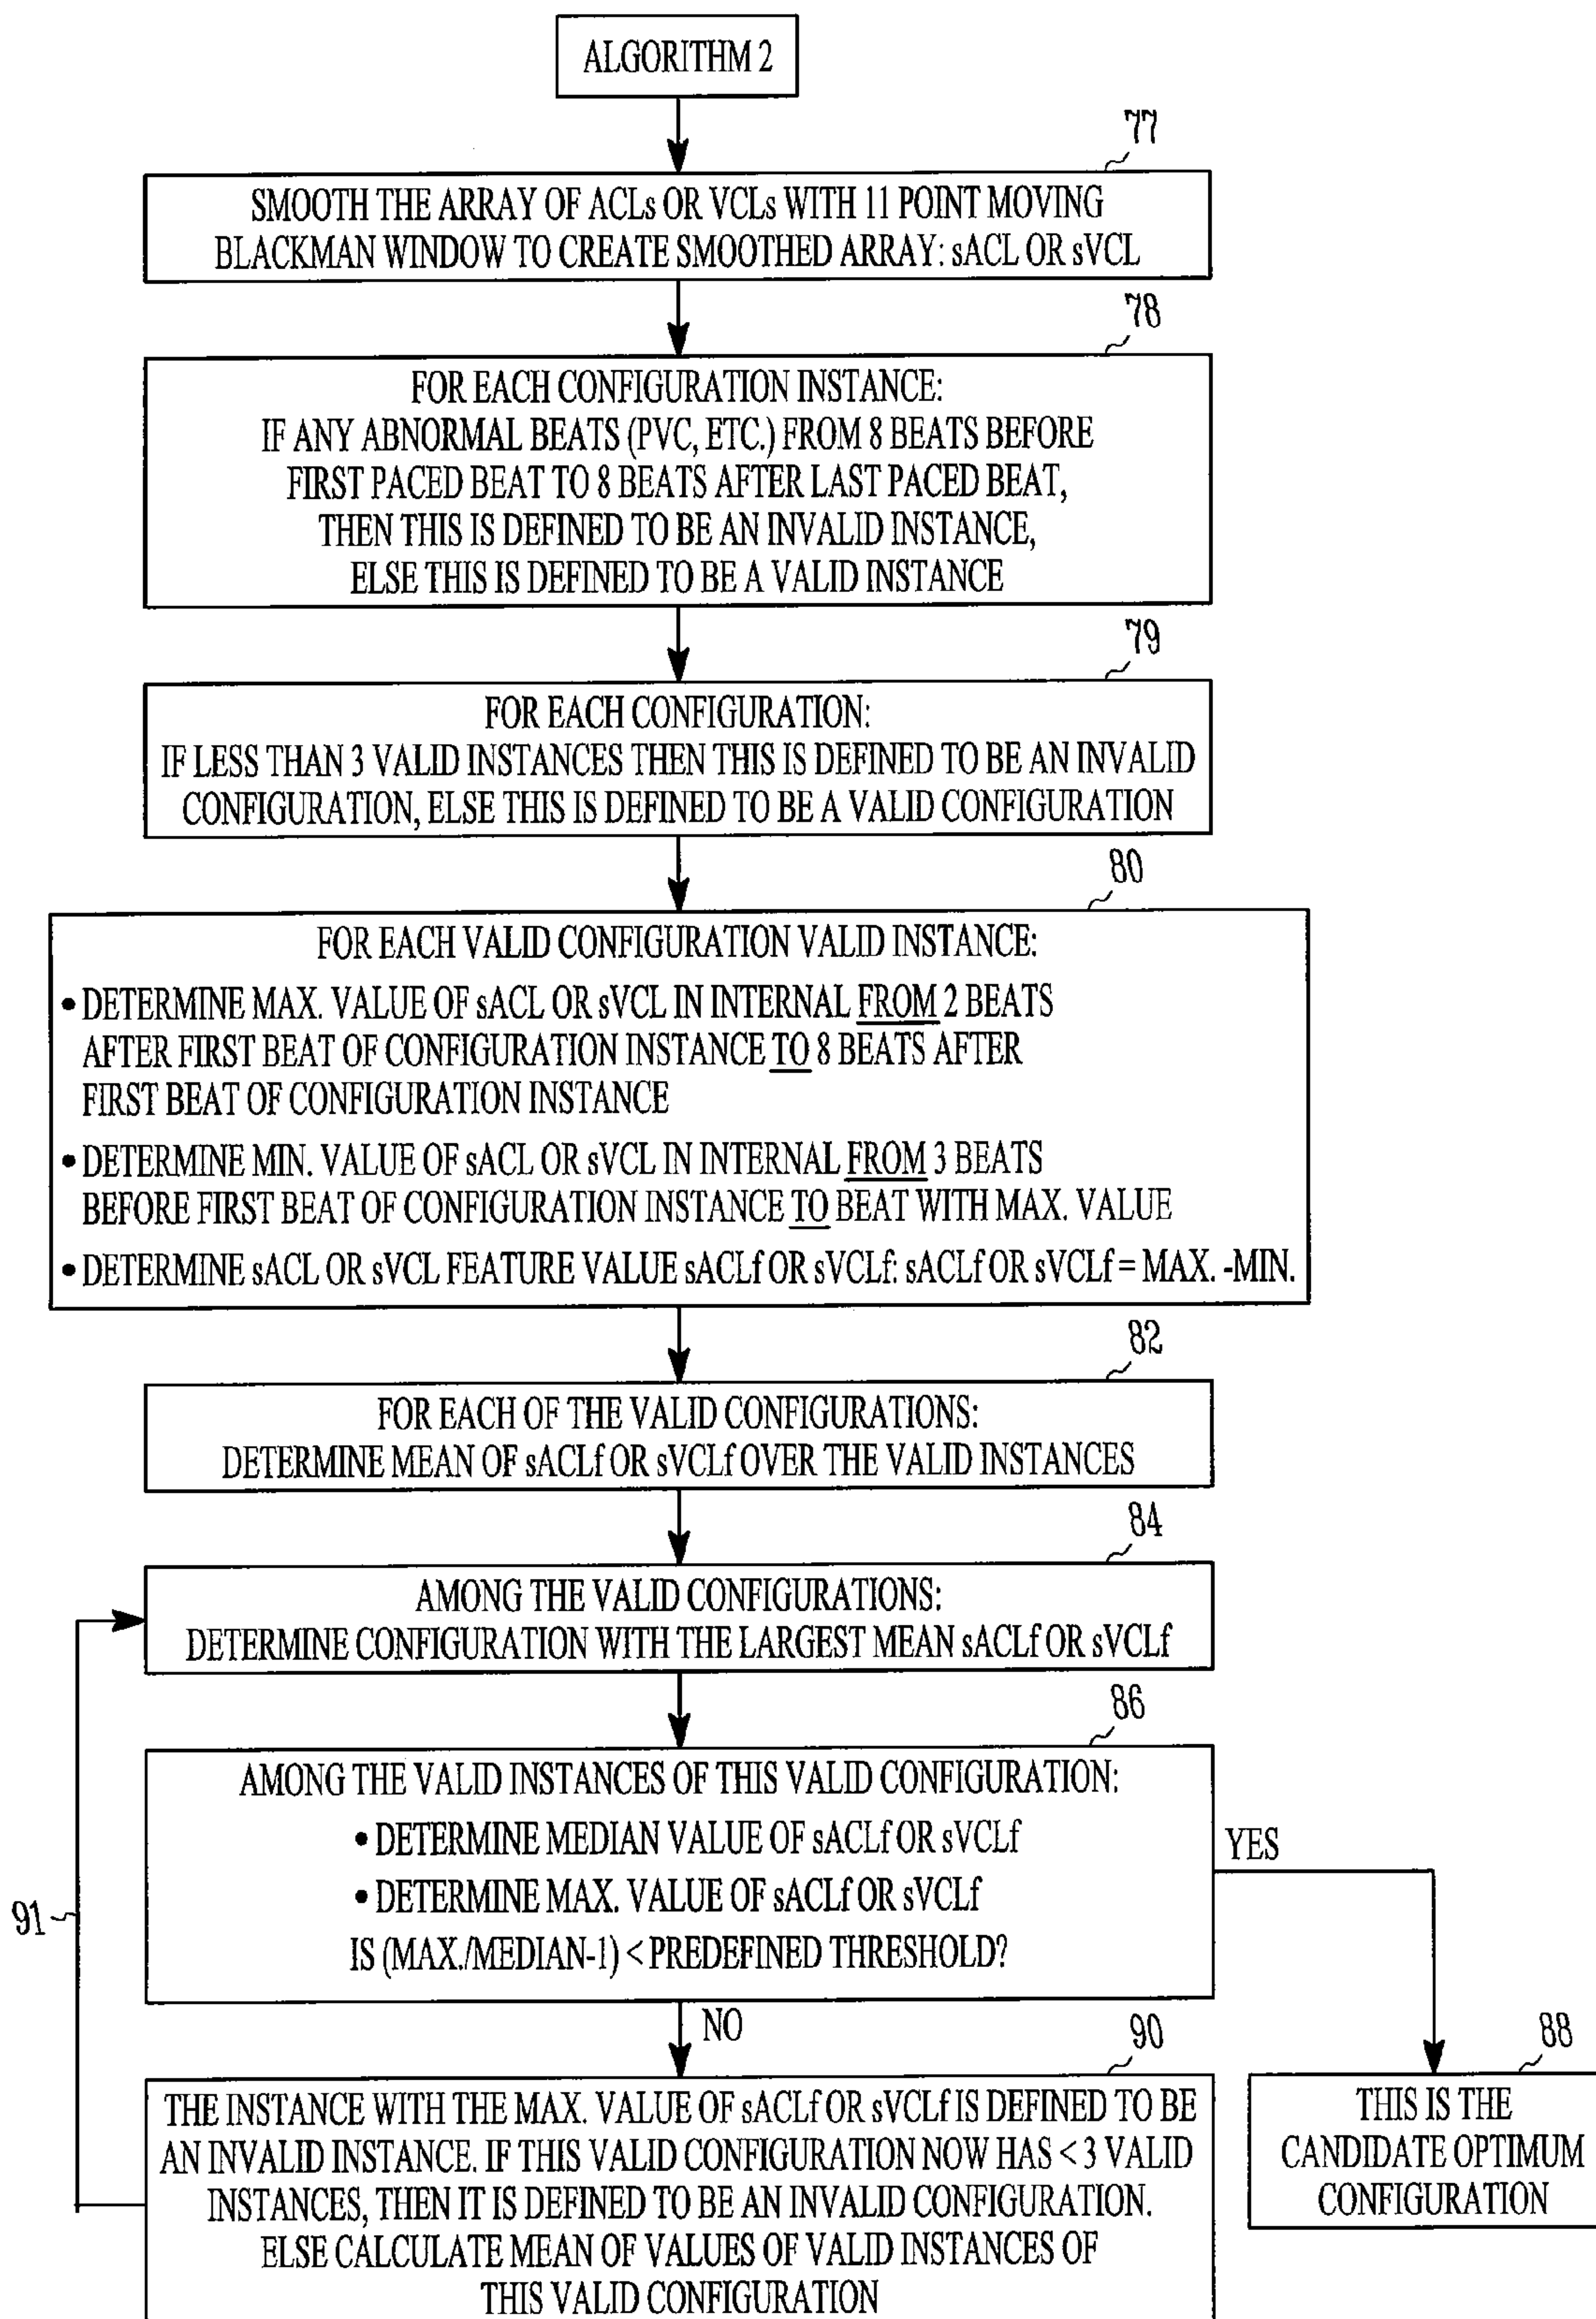 ALGORITHM 2
77
SMOOTH THE ARRAY OF ACLs OR VCLs WITH 11 POINT MOVING
BLACKMAN WINDOW TO CREATE SMOOTHED ARRAY: sACL OR sVCL
78
FOR EACH CONFIGURATION INSTANCE:
IF ANY ABNORMAL BEATS (PVC, ETC.) FROM 8 BEATS BEFORE
FIRST PACED BEAT TO 8 BEATS AFTER LAST PACED BEAT,
THEN THIS IS DEFINED TO BE AN INVALID INSTANCE,
ELSE THIS IS DEFINED TO BE A VALID INSTANCE
79
FOR EACH CONFIGURATION:
IF LESS THAN 3 VALID INSTANCES THEN THIS IS DEFINED TO BE AN INVALID
CONFIGURATION, ELSE THIS IS DEFINED TO BE A VALID CONFIGURATION
80
FOR EACH VALID CONFIGURATION VALID INSTANCE:
• DETERMINE MAX. VALUE OF sACL OR sVCL IN INTERNAL FROM 2 BEATS
AFTER FIRST BEAT OF CONFIGURATION INSTANCE TO 8 BEATS AFTER
FIRST BEAT OF CONFIGURATION INSTANCE
• DETERMINE MIN. VALUE OF sACL OR sVCL IN INTERNAL FROM 3 BEATS
BEFORE FIRST BEAT OF CONFIGURATION INSTANCE TO BEAT WITH MAX. VALUE
• DETERMINE sACL OR sVCL FEATURE VALUE sACLf OR sVCLf: sACLf OR sVCLf = MAX. -MIN.
82
FOR EACH OF THE VALID CONFIGURATIONS:
DETERMINE MEAN OF sACLf OR sVCLf OVER THE VALID INSTANCES
84
AMONG THE VALID CONFIGURATIONS:
DETERMINE CONFIGURATION WITH THE LARGEST MEAN sACLf OR sVCLf
86
AMONG THE VALID INSTANCES OF THIS VALID CONFIGURATION:
• DETERMINE MEDIAN VALUE OF sACLf OR sVCLf
• DETERMINE MAX. VALUE OF sACLf OR sVCLf
IS (MAX./MEDIAN-1) < PREDEFINED THRESHOLD?
YES
91
NO
90
THE INSTANCE WITH THE MAX. VALUE OF sACLf OR sVCLf IS DEFINED TO BE
AN INVALID INSTANCE. IF THIS VALID CONFIGURATION NOW HAS < 3 VALID
INSTANCES, THEN IT IS DEFINED TO BE AN INVALID CONFIGURATION.
ELSE CALCULATE MEAN OF VALUES OF VALID INSTANCES OF
THIS VALID CONFIGURATION
88
THIS IS THE
CANDIDATE OPTIMUM
CONFIGURATION